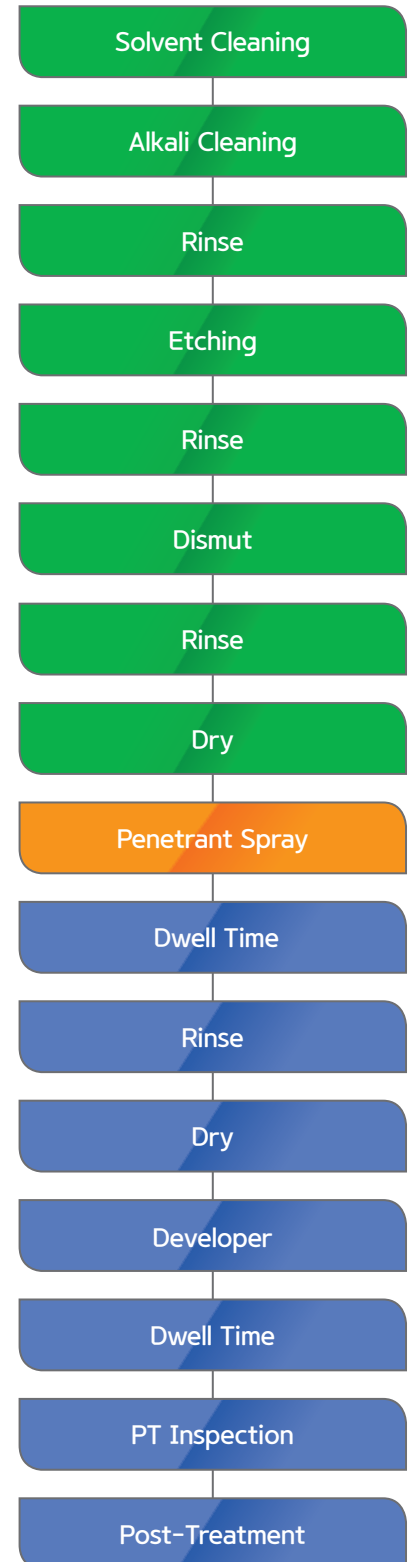 Solvent Cleaning
Alkali Cleaning
Rinse
Etching
Rinse
Dismut
Rinse
Dry
Penetrant Spray
Dwell Time
Rinse
Dry
Developer
Dwell Time
PT Inspection
Post-Treatment